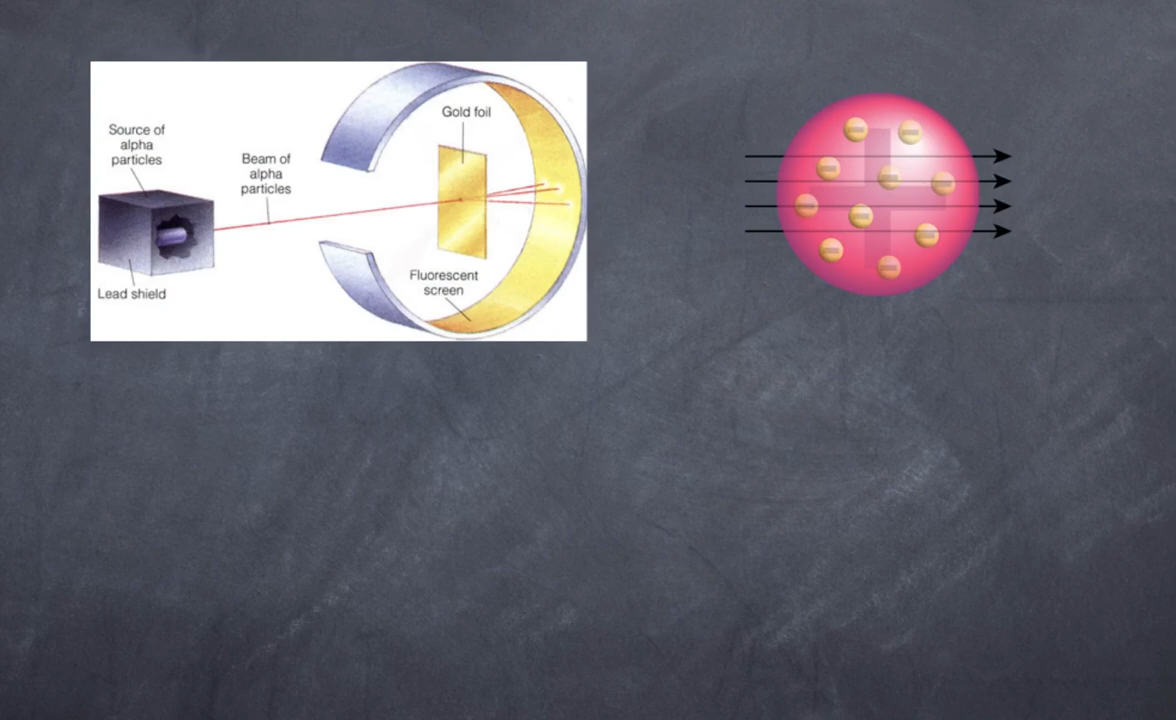 Source of
alpha
particles
Beam of
alpha
particles
Gold foil
Lead shield
Fluorescent
screen